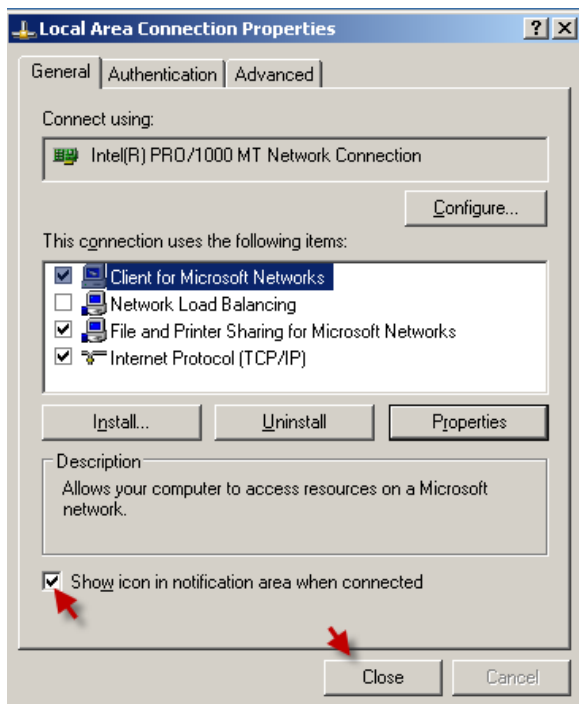 Local Area Connection Properties
General Authentication Advanced
Connect using:
Intel(R) PRO/1000 MT Network Connection
Configure...
This connection uses the following items:
Client for Microsoft Networks
Network Load Balancing
File and Printer Sharing for Microsoft Networks
Internet Protocol (TCP/IP)
Install... Uninstall Properties
Description
Allows your computer to access resources on a Microsoft
network.
Show icon in notification area when connected
Close Cancel